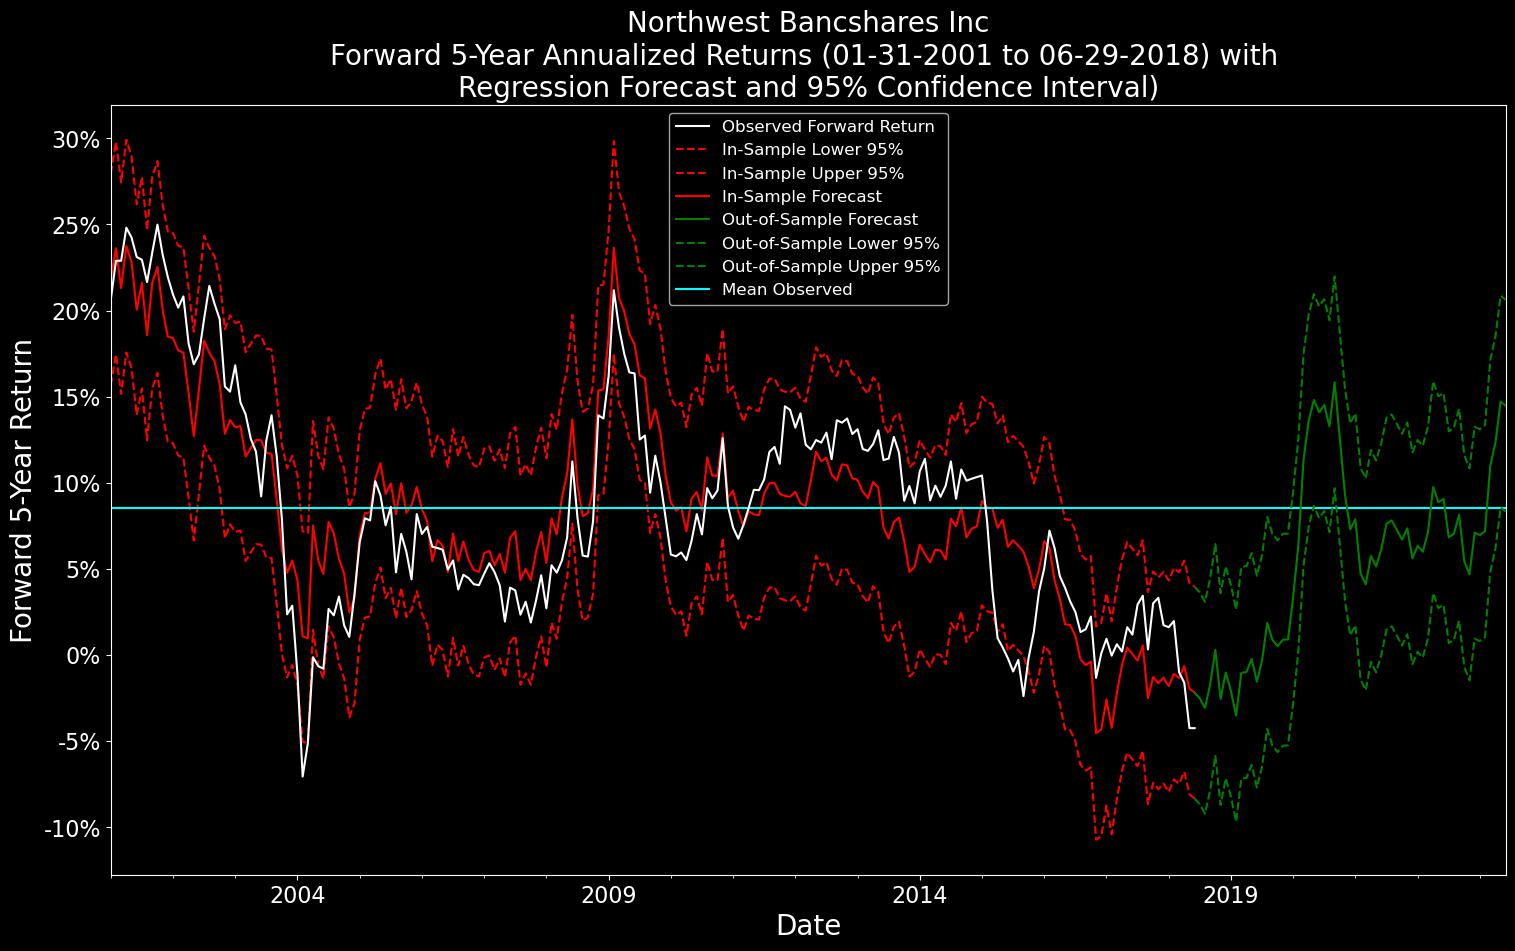 Northwest Bancshares Inc
Forward 5-Year Annualized Returns (01-31-2001 to 06-29-2018) with
Regression Forecast and 95% Confidence Interval)
Observed Forward Return
In-Sample Lower 95%
In-Sample Upper 95%
In-Sample Forecast
Out-of-Sample Forecast
Out-of-Sample Lower 95%
Out-of-Sample Upper 95%
Mean Observed
Forward 5-Year Return
30%
25%
20%
15%
10%
5%
0%
-5%
-10%
2004
2009
2014
2019
Date